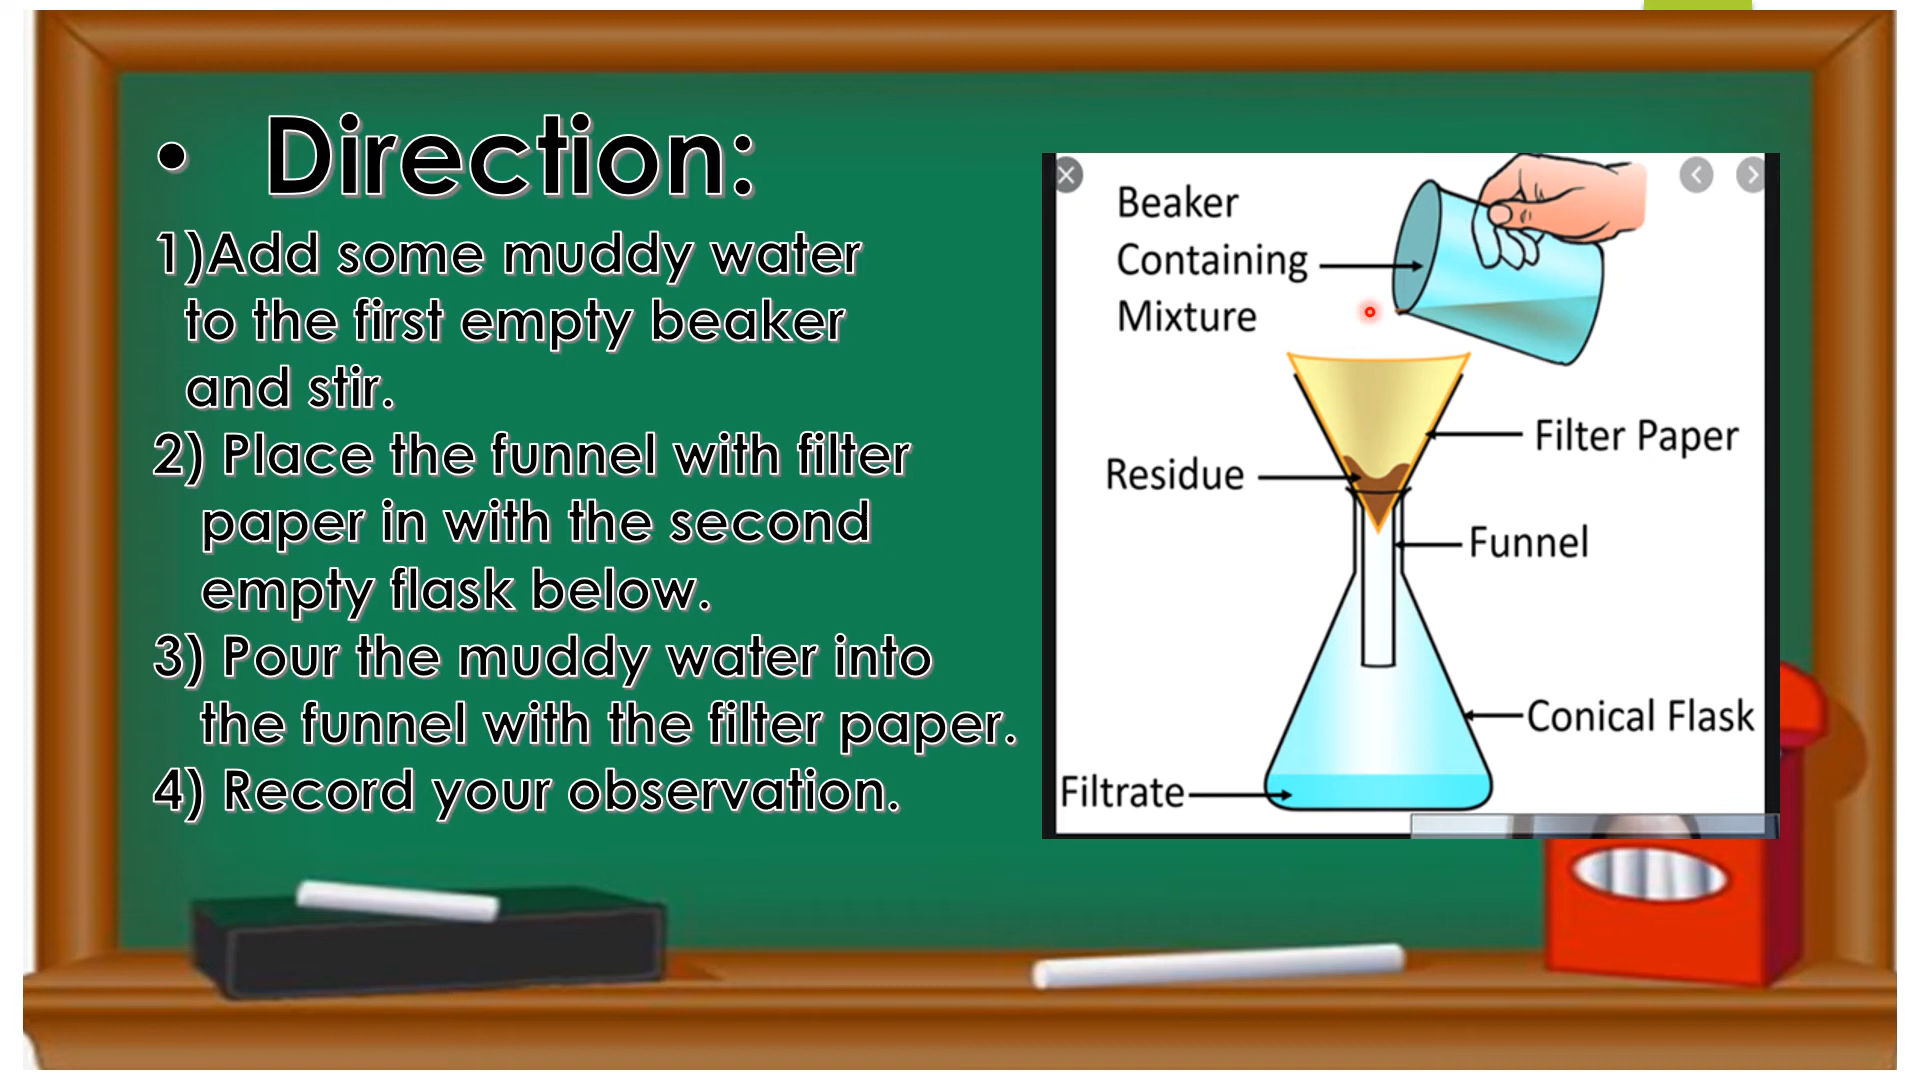 • Direction:
1)Add some muddy water
to the first empty beaker
and stir.
2) Place the funnel with filter
paper in with the second
empty flask below.
3) Pour the muddy water into
the funnel with the filter paper.
4) Record your observation.
Beaker
Containing
Mixture
Filter Paper
Residue
Funnel
Conical Flask
Filtrate